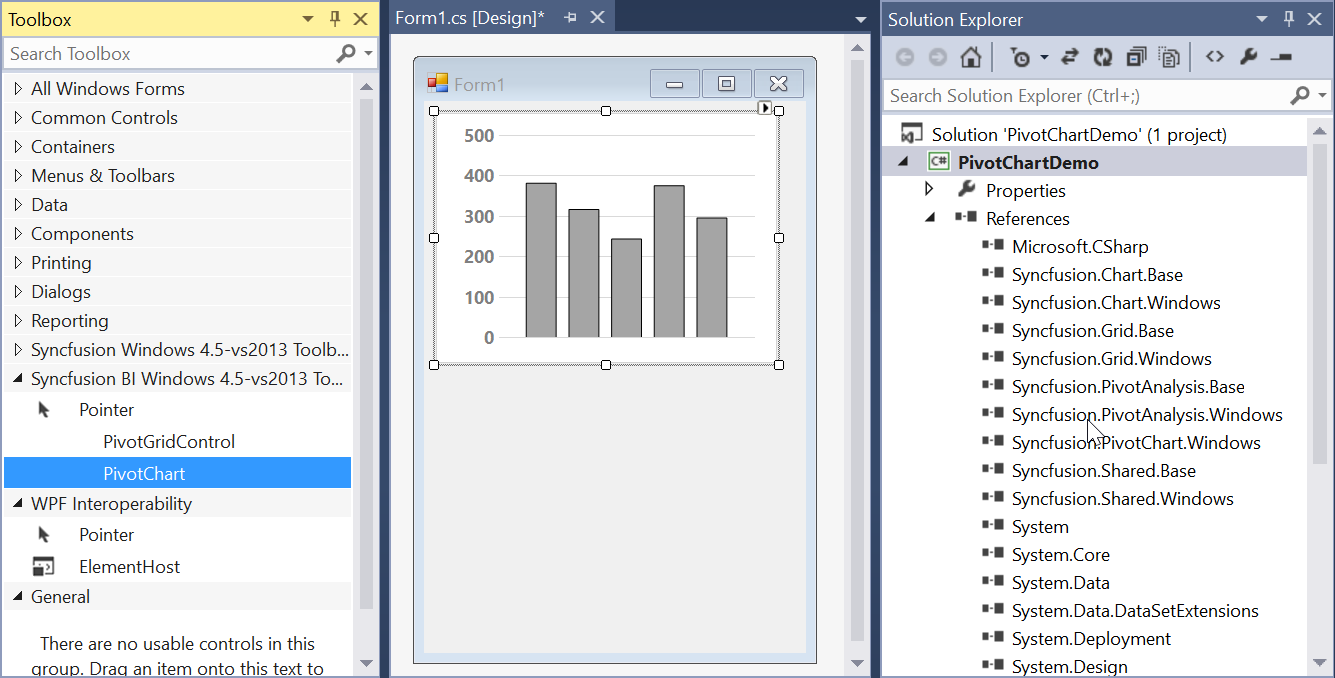 Toolbox
Search Toolbox
All Windows Forms
Common Controls
Containers
Menus & Toolbars
Data
Components
Printing
Dialogs
Reporting
Syncfusion Windows 4.5-vs2013 Toolb...
Syncfusion BI Windows 4.5-vs2013 To...
Pointer
PivotGridControl
PivotChart
WPF Interoperability
Pointer
ElementHost
General
There are no usable controls in this
group. Drag an item onto this text to
Form1.cs [Design]*
Form1
500
400
300
200
100
0
Solution Explorer
Search Solution Explorer (Ctrl+;)
Solution 'PivotChartDemo' (1 project)
C# PivotChartDemo
Properties
References
Microsoft.CSharp
Syncfusion.Chart.Base
Syncfusion.Chart.Windows
Syncfusion.Grid.Base
Syncfusion.Grid.Windows
Syncfusion.PivotAnalysis.Base
Syncfusion.PivotAnalysis.Windows
Syncfusion.PivotChart.Windows
Syncfusion.Shared.Base
Syncfusion.Shared.Windows
System
System.Core
System.Data
System.Data.DataSetExtensions
System.Deployment
System.Design